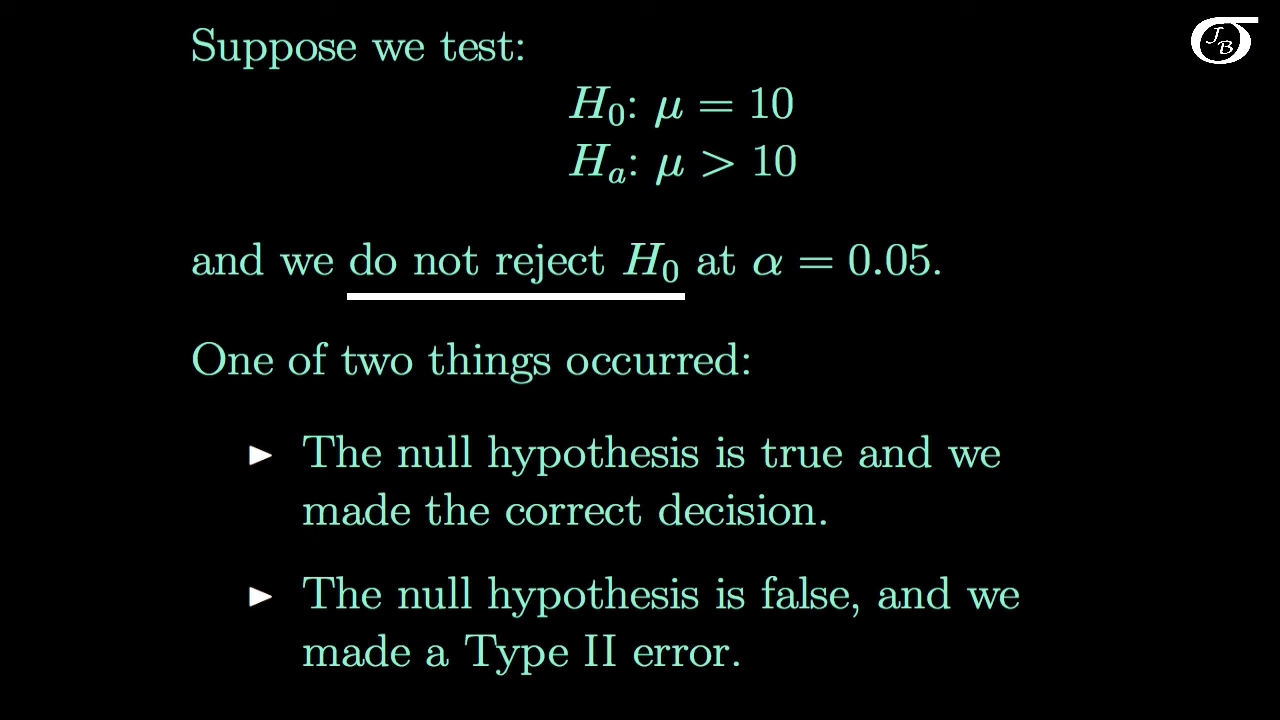 Suppose we test:
H₀: μ = 10
Hₐ: μ > 10
and we do not reject H₀ at α = 0.05.
One of two things occurred:
► The null hypothesis is true and we
made the correct decision.
► The null hypothesis is false, and we
made a Type II error.
JB